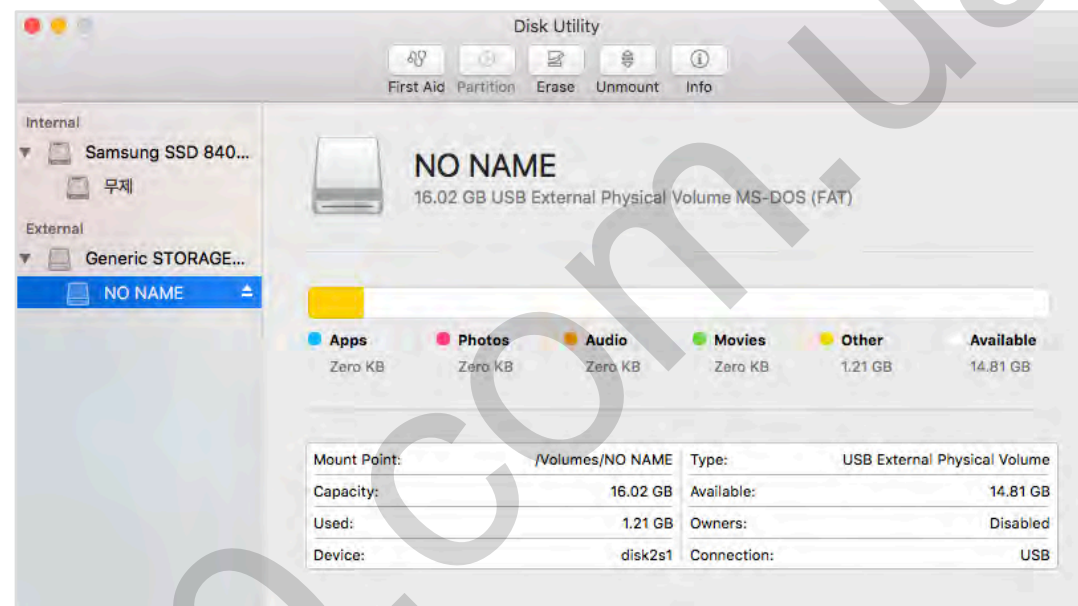 Disk Utility
First Aid Partition Erase Unmount Info
Internal
Samsung SSD 840...
무제
External
Generic STORAGE...
NO NAME
NO NAME
16.02 GB USB External Physical Volume MS-DOS (FAT)
Apps Photos Audio Movies Other Available
Zero KB Zero KB Zero KB Zero KB 1.21 GB 14.81 GB
Mount Point: /Volumes/NO NAME Type: USB External Physical Volume
Capacity: 16.02 GB Available: 14.81 GB
Used: 1.21 GB Owners: Disabled
Device: disk2s1 Connection: USB